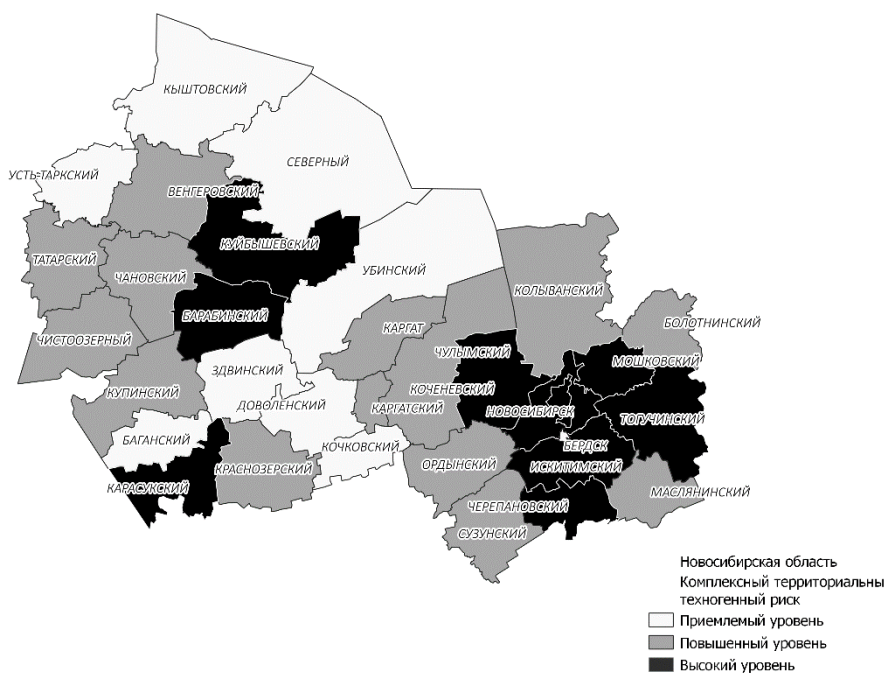 КЫШТОВСКИЙ
СЕВЕРНЫЙ
УСТЬ-ТАРКСКИЙ
ВЕНГЕРОВСКИЙ
КУЙБЫШЕВСКИЙ
ТАТАРСКИЙ
УБИНСКИЙ
ЧАНОВСКИЙ
КОЛЫВАНСКИЙ
БАРАБИНСКИЙ
БОЛОТНИНСКИЙ
КАРГАТ
ЧИСТООЗЕРНЫЙ
ЧУЛЫМСКИЙ
МОШКОВСКИЙ
ЗДВИНСКИЙ
КУПИНСКИЙ
КОЧЕНЕВСКИЙ
ДОВОЛЕНСКИЙ
КАРГАТСКИЙ
НОВОСИБИРСК
ТОГУЧИНСКИЙ
БАГАНСКИЙ
КОЧКОВСКИЙ
БЕРДСК
ОРДЫНСКИЙ
ИСКИТИМСКИЙ
КРАСНОЗЕРСКИЙ
КАРАСУКСКИЙ
МАСЛЯНИНСКИЙ
ЧЕРЕПАНОВСКИЙ
СУЗУНСКИЙ
Новосибирская область
Комплексный территориальны
техногенный риск
Приемлемый уровень
Повышенный уровень
Высокий уровень